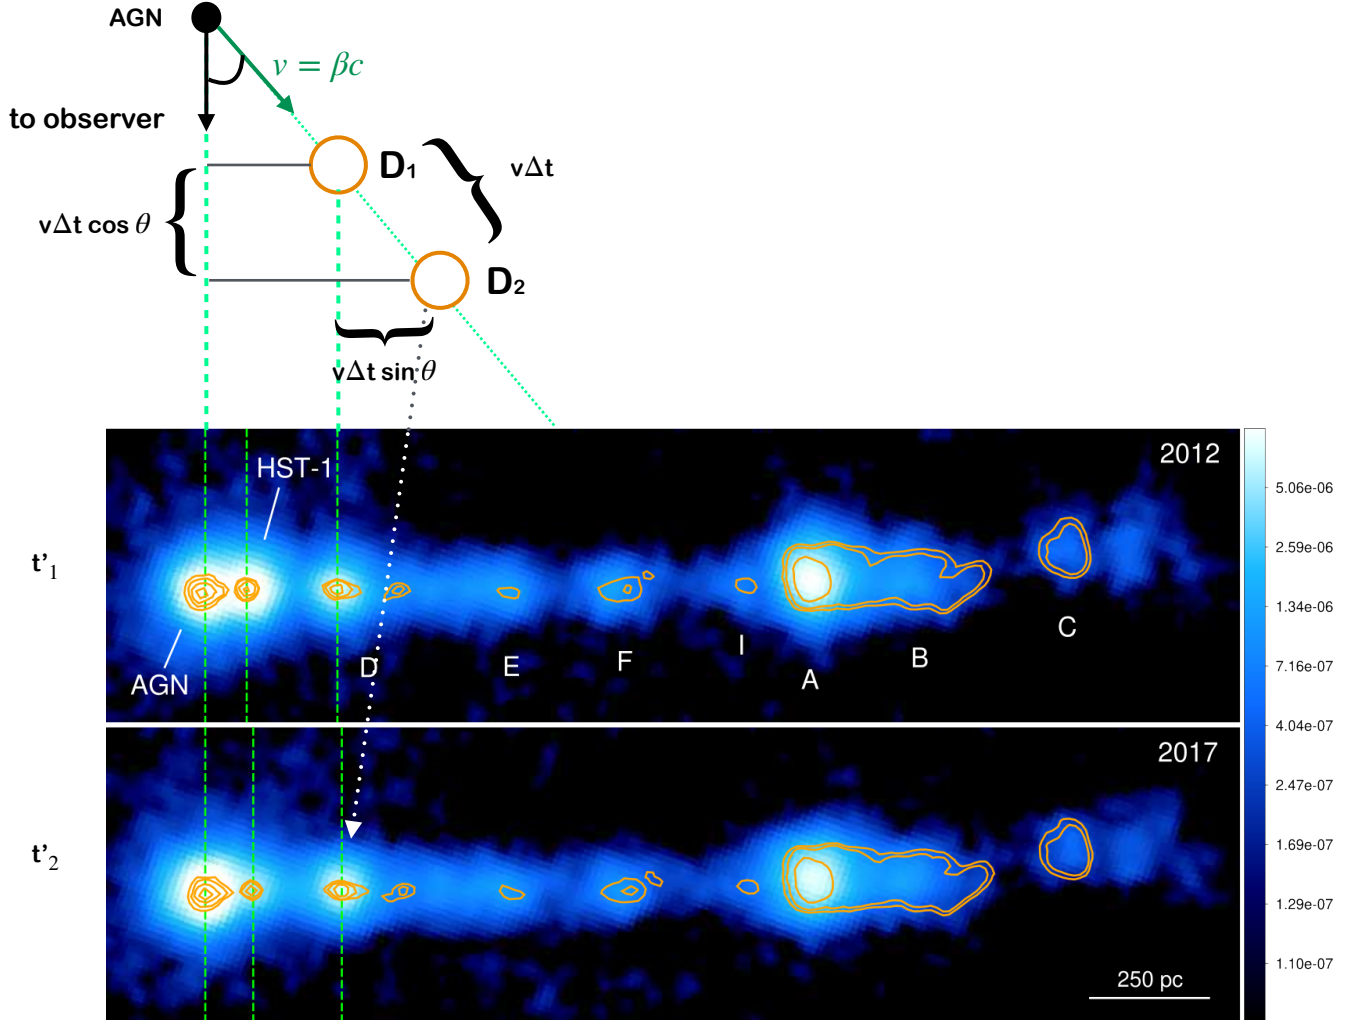 AGN
v = βc
to observer
D₁
vΔt
vΔt cos θ
D₂
vΔt sin θ
2012
HST-1
t'₁
AGN
D
E
F
I
A
B
C
2017
t'₂
250 pc
5.06e-06
2.59e-06
1.34e-06
7.16e-07
4.04e-07
2.47e-07
1.69e-07
1.29e-07
1.10e-07